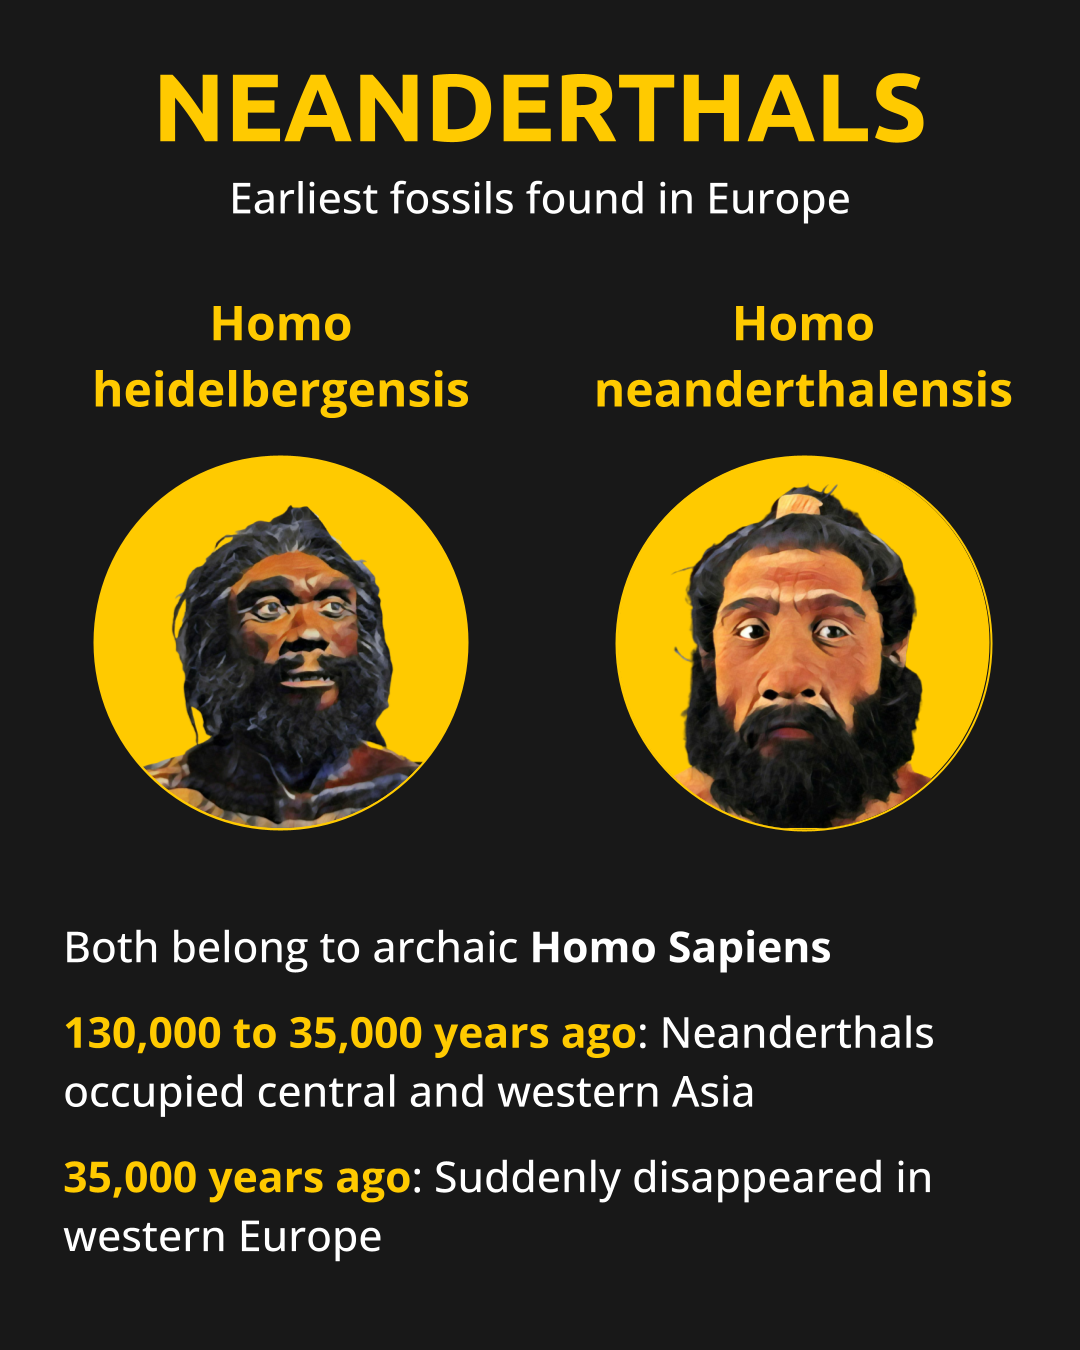 NEANDERTHALS
Earliest fossils found in Europe
Homo
heidelbergensis
Homo
neanderthalensis
Both belong to archaic Homo Sapiens
130,000 to 35,000 years ago: Neanderthals
occupied central and western Asia
35,000 years ago: Suddenly disappeared in
western Europe